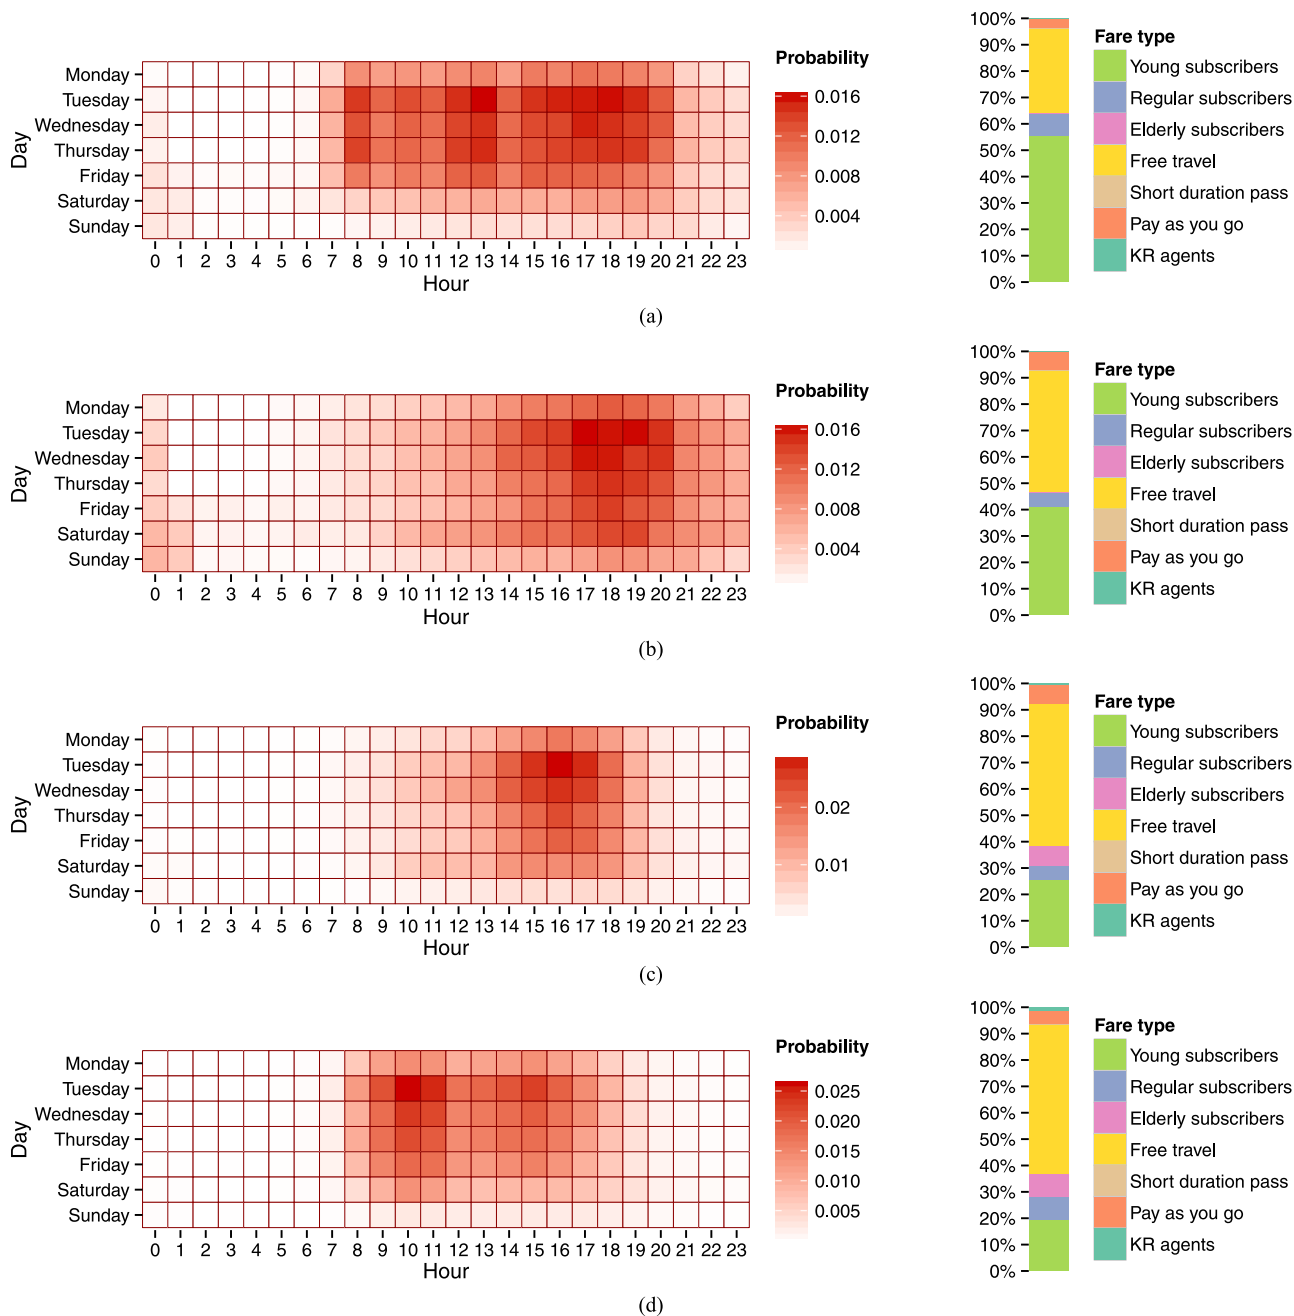 Probability
Monday
Tuesday
Wednesday
Thursday
Friday
Saturday
Sunday
Day
0 1 2 3 4 5 6 7 8 9 10 11 12 13 14 15 16 17 18 19 20 21 22 23
Hour
0.016
0.012
0.008
0.004
100%
90%
80%
70%
60%
50%
40%
30%
20%
10%
0%
Fare type
Young subscribers
Regular subscribers
Elderly subscribers
Free travel
Short duration pass
Pay as you go
KR agents
(a)
Probability
Monday
Tuesday
Wednesday
Thursday
Friday
Saturday
Sunday
Day
0 1 2 3 4 5 6 7 8 9 10 11 12 13 14 15 16 17 18 19 20 21 22 23
Hour
0.016
0.012
0.008
0.004
100%
90%
80%
70%
60%
50%
40%
30%
20%
10%
0%
Fare type
Young subscribers
Regular subscribers
Elderly subscribers
Free travel
Short duration pass
Pay as you go
KR agents
(b)
Probability
Monday
Tuesday
Wednesday
Thursday
Friday
Saturday
Sunday
Day
0 1 2 3 4 5 6 7 8 9 10 11 12 13 14 15 16 17 18 19 20 21 22 23
Hour
0.02
0.01
100%
90%
80%
70%
60%
50%
40%
30%
20%
10%
0%
Fare type
Young subscribers
Regular subscribers
Elderly subscribers
Free travel
Short duration pass
Pay as you go
KR agents
(c)
Probability
Monday
Tuesday
Wednesday
Thursday
Friday
Saturday
Sunday
Day
0 1 2 3 4 5 6 7 8 9 10 11 12 13 14 15 16 17 18 19 20 21 22 23
Hour
0.025
0.020
0.015
0.010
0.005
100%
90%
80%
70%
60%
50%
40%
30%
20%
10%
0%
Fare type
Young subscribers
Regular subscribers
Elderly subscribers
Free travel
Short duration pass
Pay as you go
KR agents
(d)